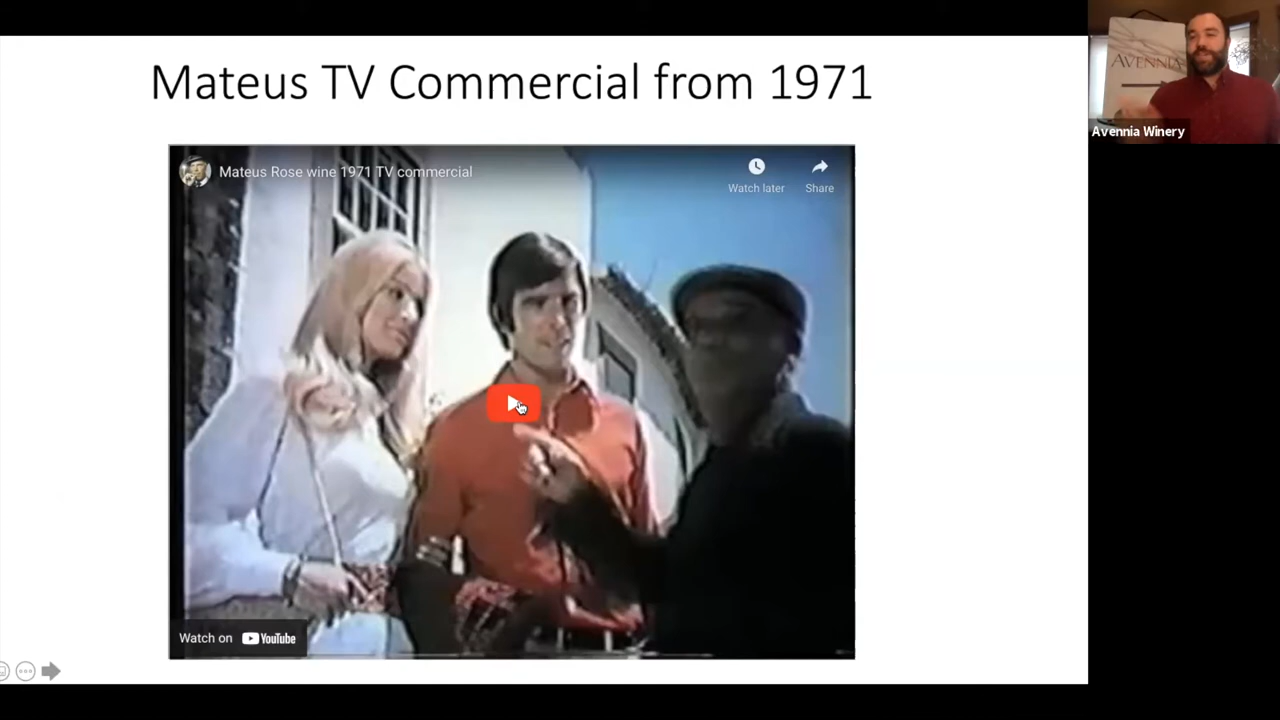 Mateus TV Commercial from 1971
Mateus Rose wine 1971 TV commercial
Watch later
Share
Watch on YouTube
AVENNIA
Avennia Winery